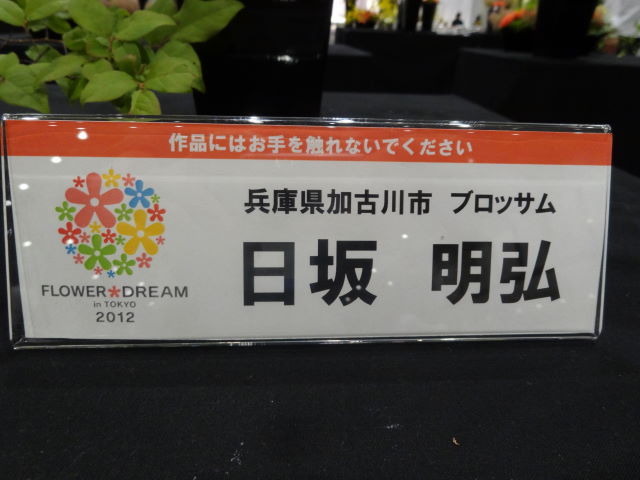 作品にはお手を触れないでください
兵庫県加古川市 ブロッサム
日坂 明弘
FLOWER★DREAM
in TOKYO
2012